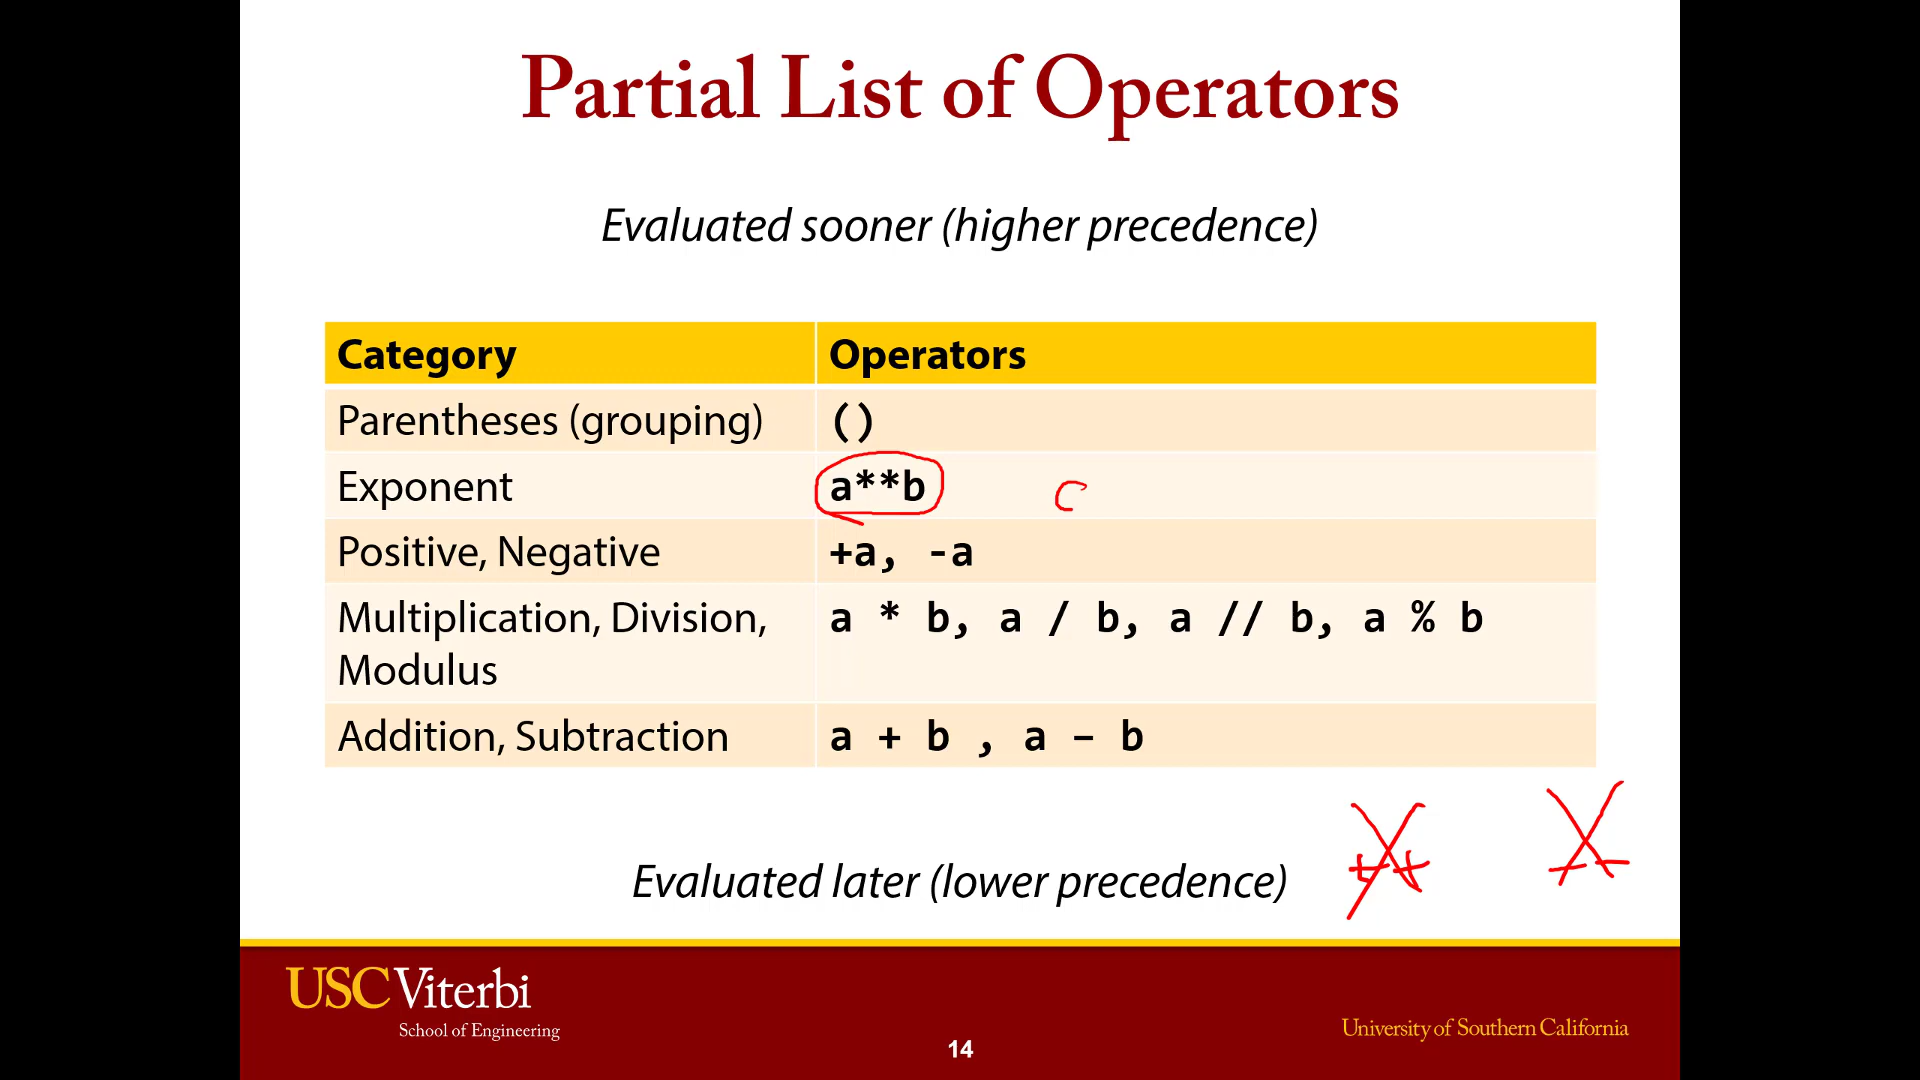 Partial List of Operators
Evaluated sooner (higher precedence)
Category Operators
Parentheses (grouping) ()
Exponent a**b C
Positive, Negative +a, -a
Multiplication, Division, a * b, a / b, a // b, a % b
Modulus
Addition, Subtraction a + b , a – b
Evaluated later (lower precedence)
USC Viterbi
School of Engineering
University of Southern California
14